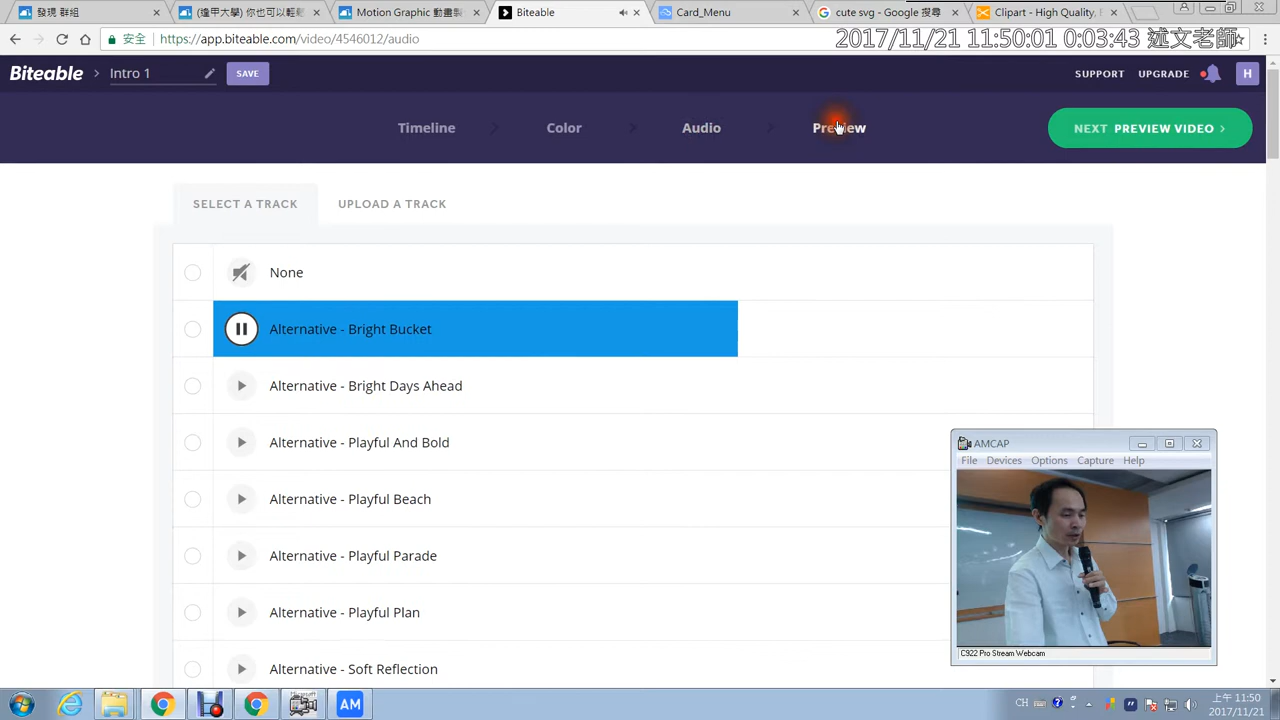 發現 群組
(逢甲大學) 你也可以輕鬆
Motion Graphic 動畫製
Biteable
Card_Menu
cute svg - Google 搜尋
Clipart - High Quality, E
安全
https://app.biteable.com/video/4546012/audio
2017/11/21 11:50:01 0:03:43 述文老師
Biteable
Intro 1
SAVE
SUPPORT
UPGRADE
H
Timeline
Color
Audio
Preview
NEXT PREVIEW VIDEO
SELECT A TRACK
UPLOAD A TRACK
None
Alternative - Bright Bucket
Alternative - Bright Days Ahead
Alternative - Playful And Bold
Alternative - Playful Beach
Alternative - Playful Parade
Alternative - Playful Plan
Alternative - Soft Reflection
AMCAP
File Devices Options Capture Help
C922 Pro Stream Webcam
AM
CH
上午 11:50
2017/11/21